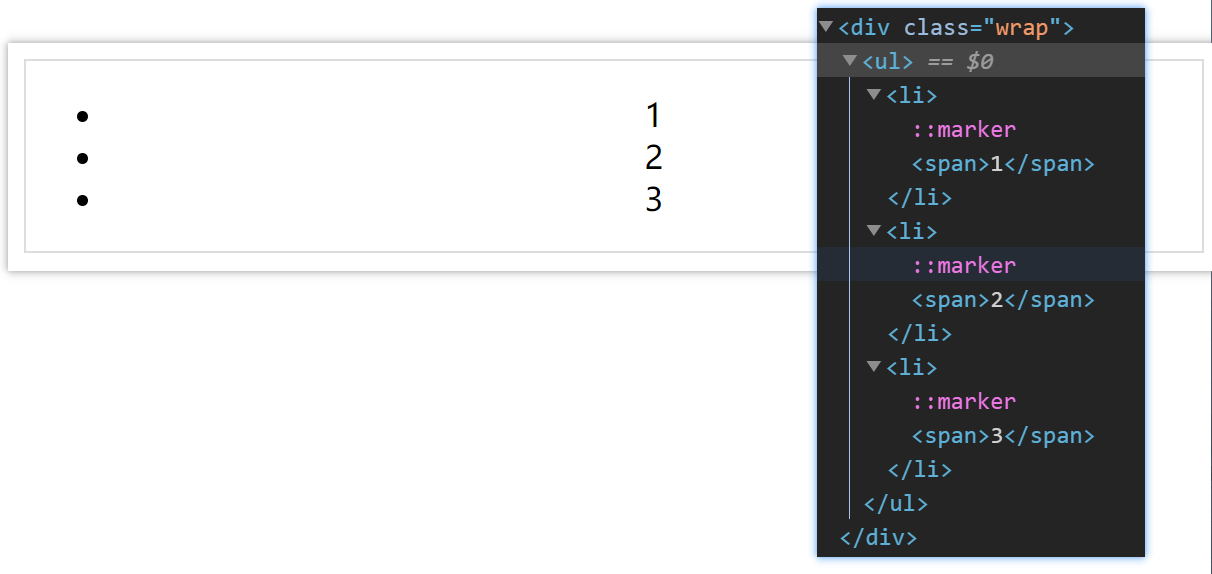 • 1
• 2
• 3
<div class="wrap">
<ul> == $0
<li>
::marker
<span>1</span>
</li>
<li>
::marker
<span>2</span>
</li>
<li>
::marker
<span>3</span>
</li>
</ul>
</div>